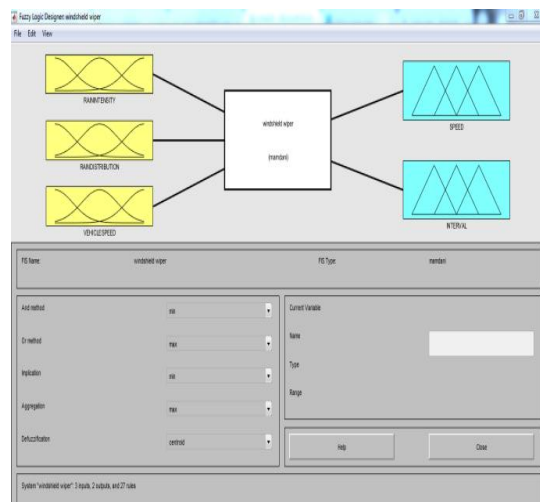 Fuzzy Logic Designer: windshield wiper
File Edit View
RAININTENSITY
RAINDISTRIBUTION
VEHICLESPEED
windshield wiper
(mamdani)
SPEED
INTERVAL
FIS Name: windshield wiper FIS Type: mamdani
And method min
Or method max
Implication min
Aggregation max
Defuzzification centroid
Current Variable
Name
Type
Range
Help Close
System "windshield wiper": 3 inputs, 2 outputs, and 27 rules